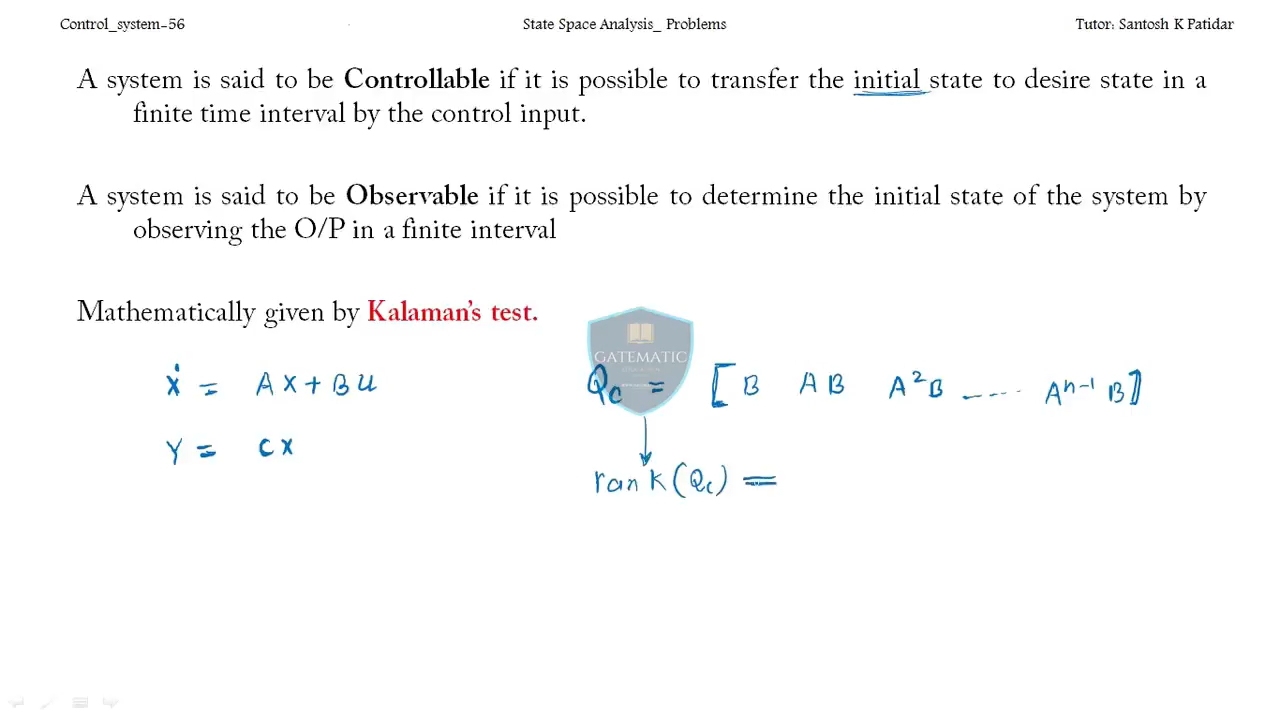 Control_system-56 State Space Analysis_ Problems Tutor: Santosh K Patidar
A system is said to be Controllable if it is possible to transfer the initial state to desire state in a
finite time interval by the control input.
A system is said to be Observable if it is possible to determine the initial state of the system by
observing the O/P in a finite interval
Mathematically given by Kalaman's test.
GATEMATIC
Ẋ = AX + BU
Qc = [B AB A²B ---- Aⁿ⁻¹B]
Y = CX
rank(Qc) =